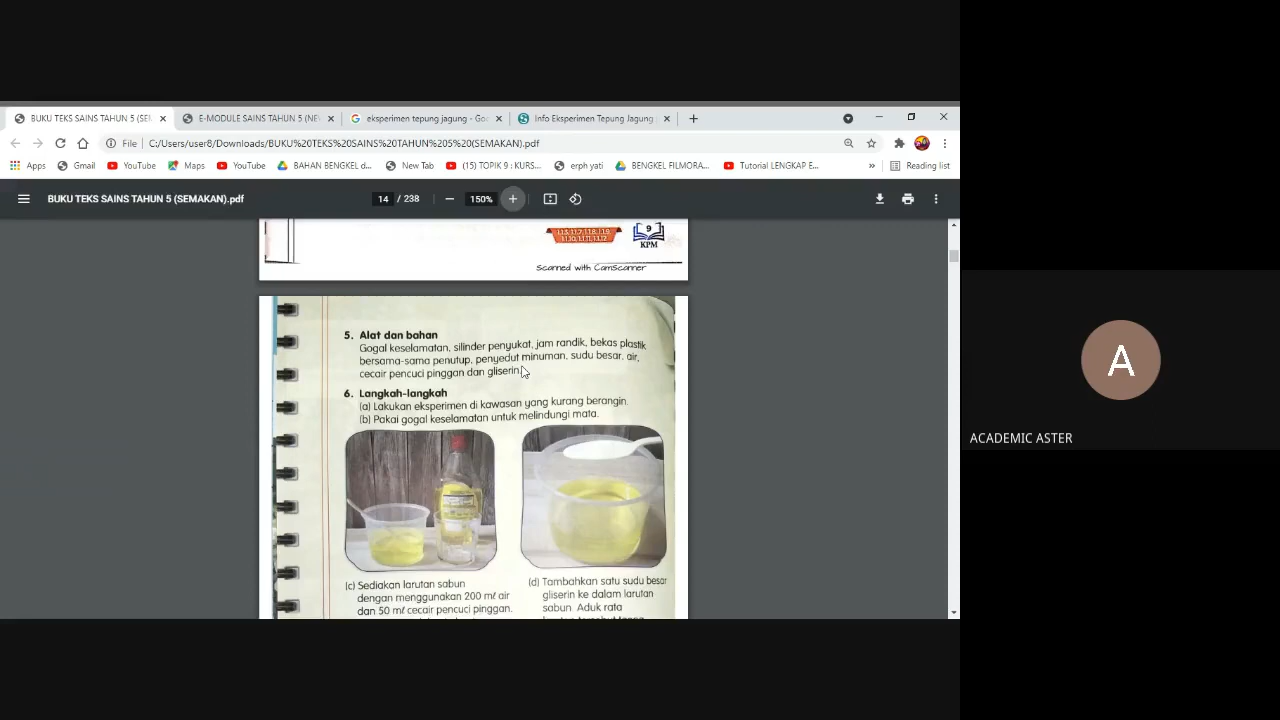 BUKU TEKS SAINS TAHUN 5 (SE
E-MODULE SAINS TAHUN 5 (NE
eksperimen tepung jagung - Goo
Info Eksperimen Tepung Jagung
File
C:/Users/user8/Downloads/BUKU%20TEKS%20SAINS%20TAHUN%205%20(SEMAKAN).pdf
Apps
Gmail
YouTube
Maps
YouTube
BAHAN BENGKEL d...
New Tab
(15) TOPIK 9 : KURS...
erph yati
BENGKEL FILMORA...
Tutorial LENGKAP E...
»
Reading list
BUKU TEKS SAINS TAHUN 5 (SEMAKAN).pdf
14 / 238
150%
9
KPM
Scanned with CamScanner
5. Alat dan bahan
Gogal keselamatan, silinder penyukat, jam randik, bekas plastik
bersama-sama penutup, penyedut minuman, sudu besar, air,
cecair pencuci pinggan dan gliserin
6. Langkah-langkah
(a) Lakukan eksperimen di kawasan yang kurang berangin.
(b) Pakai gogal keselamatan untuk melindungi mata.
(c) Sediakan larutan sabun
dengan menggunakan 200 ml air
dan 50 ml cecair pencuci pinggan.
(d) Tambahkan satu sudu besar
gliserin ke dalam larutan
sabun. Aduk rata
A
ACADEMIC ASTER